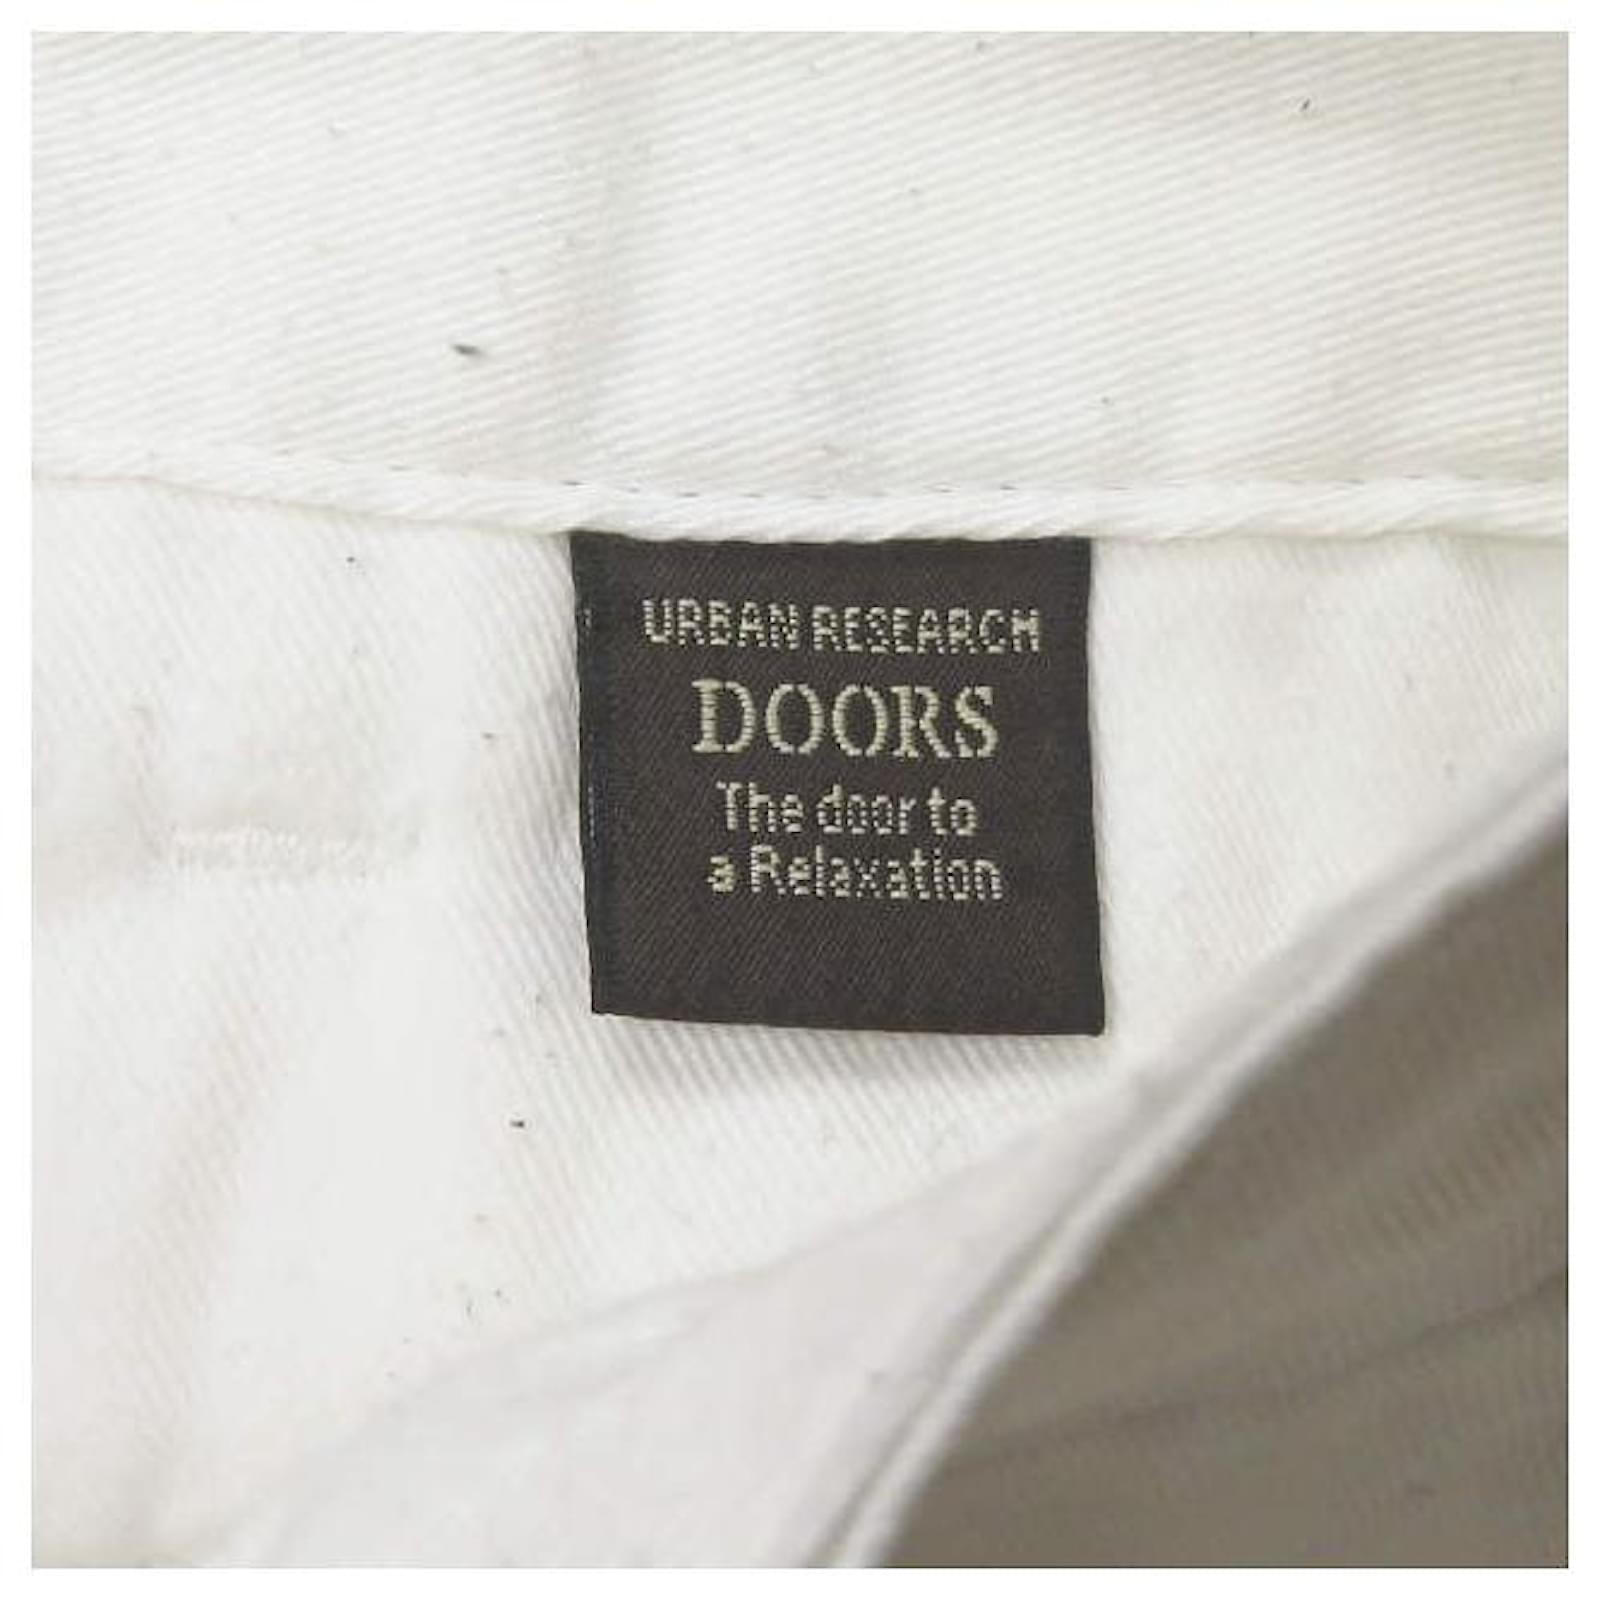 URBAN RESEARCH
DOORS
The door to
a Relaxation